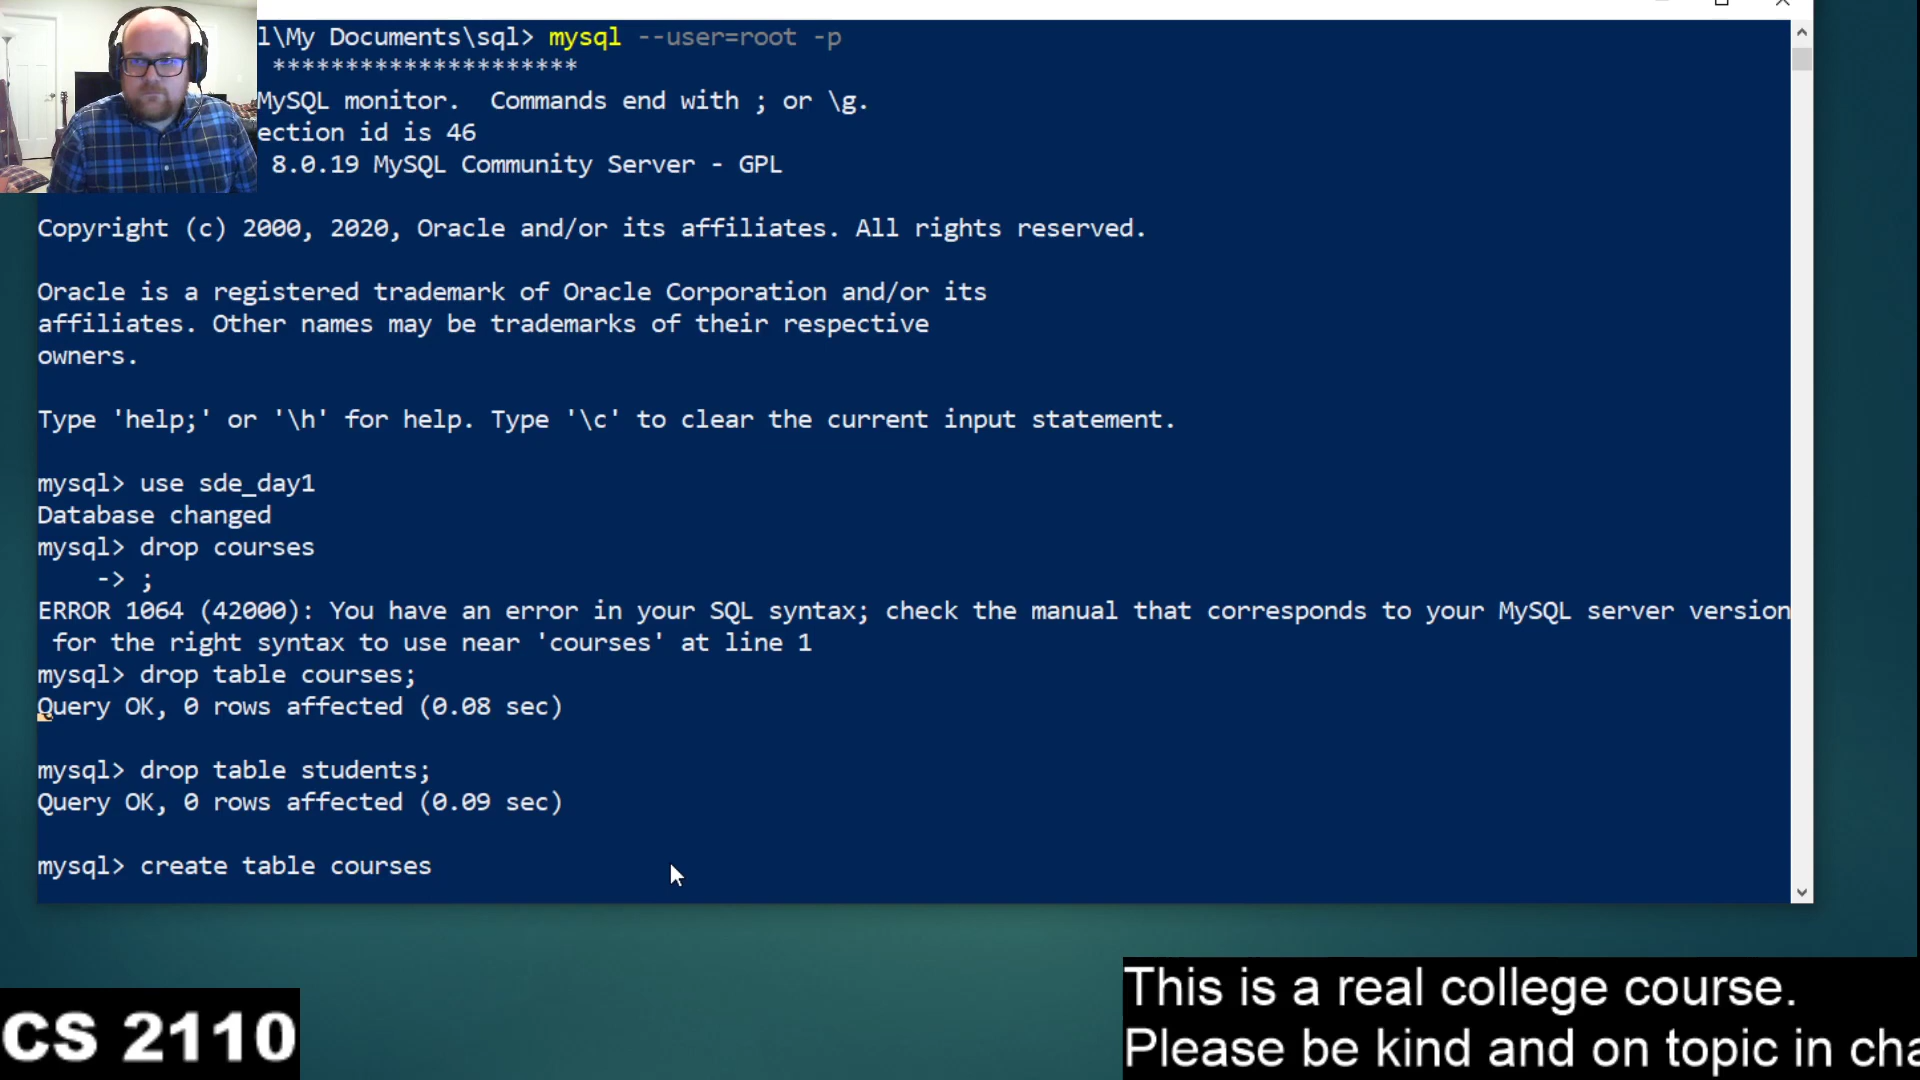 l\My Documents\sql> mysql --user=root -p
*********************
MySQL monitor.  Commands end with ; or \g.
ection id is 46
8.0.19 MySQL Community Server - GPL
Copyright (c) 2000, 2020, Oracle and/or its affiliates. All rights reserved.
Oracle is a registered trademark of Oracle Corporation and/or its
affiliates. Other names may be trademarks of their respective
owners.
Type 'help;' or '\h' for help. Type '\c' to clear the current input statement.
mysql> use sde_day1
Database changed
mysql> drop courses
    -> ;
ERROR 1064 (42000): You have an error in your SQL syntax; check the manual that corresponds to your MySQL server version
for the right syntax to use near 'courses' at line 1
mysql> drop table courses;
Query OK, 0 rows affected (0.08 sec)
mysql> drop table students;
Query OK, 0 rows affected (0.09 sec)
mysql> create table courses
This is a real college course.
CS 2110
Please be kind and on topic in cha